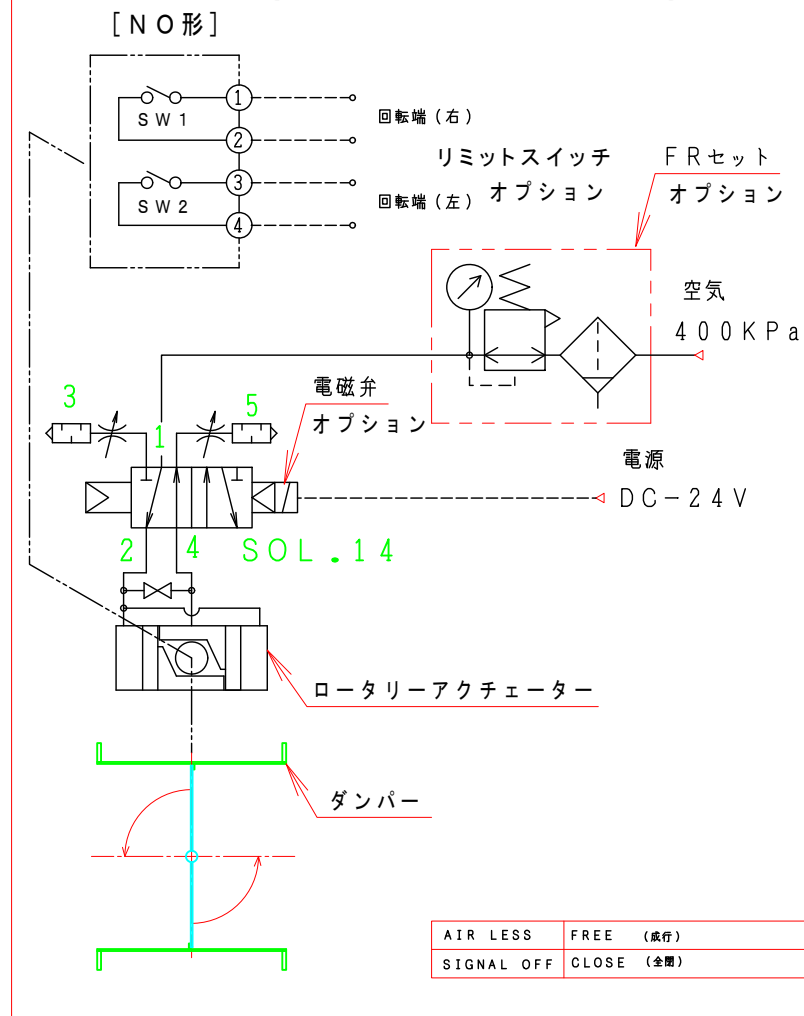 [NO形]
1
SW1
2
回転端(右)
3
SW2
4
回転端(左)
リミットスイッチ
オプション
FRセット
オプション
空気
400KPa
電磁弁
オプション
3
1
5
電源
DC-24V
2
4
SOL.14
ロータリーアクチェーター
ダンパー
AIR LESS FREE (成行)
SIGNAL OFF CLOSE (全閉)